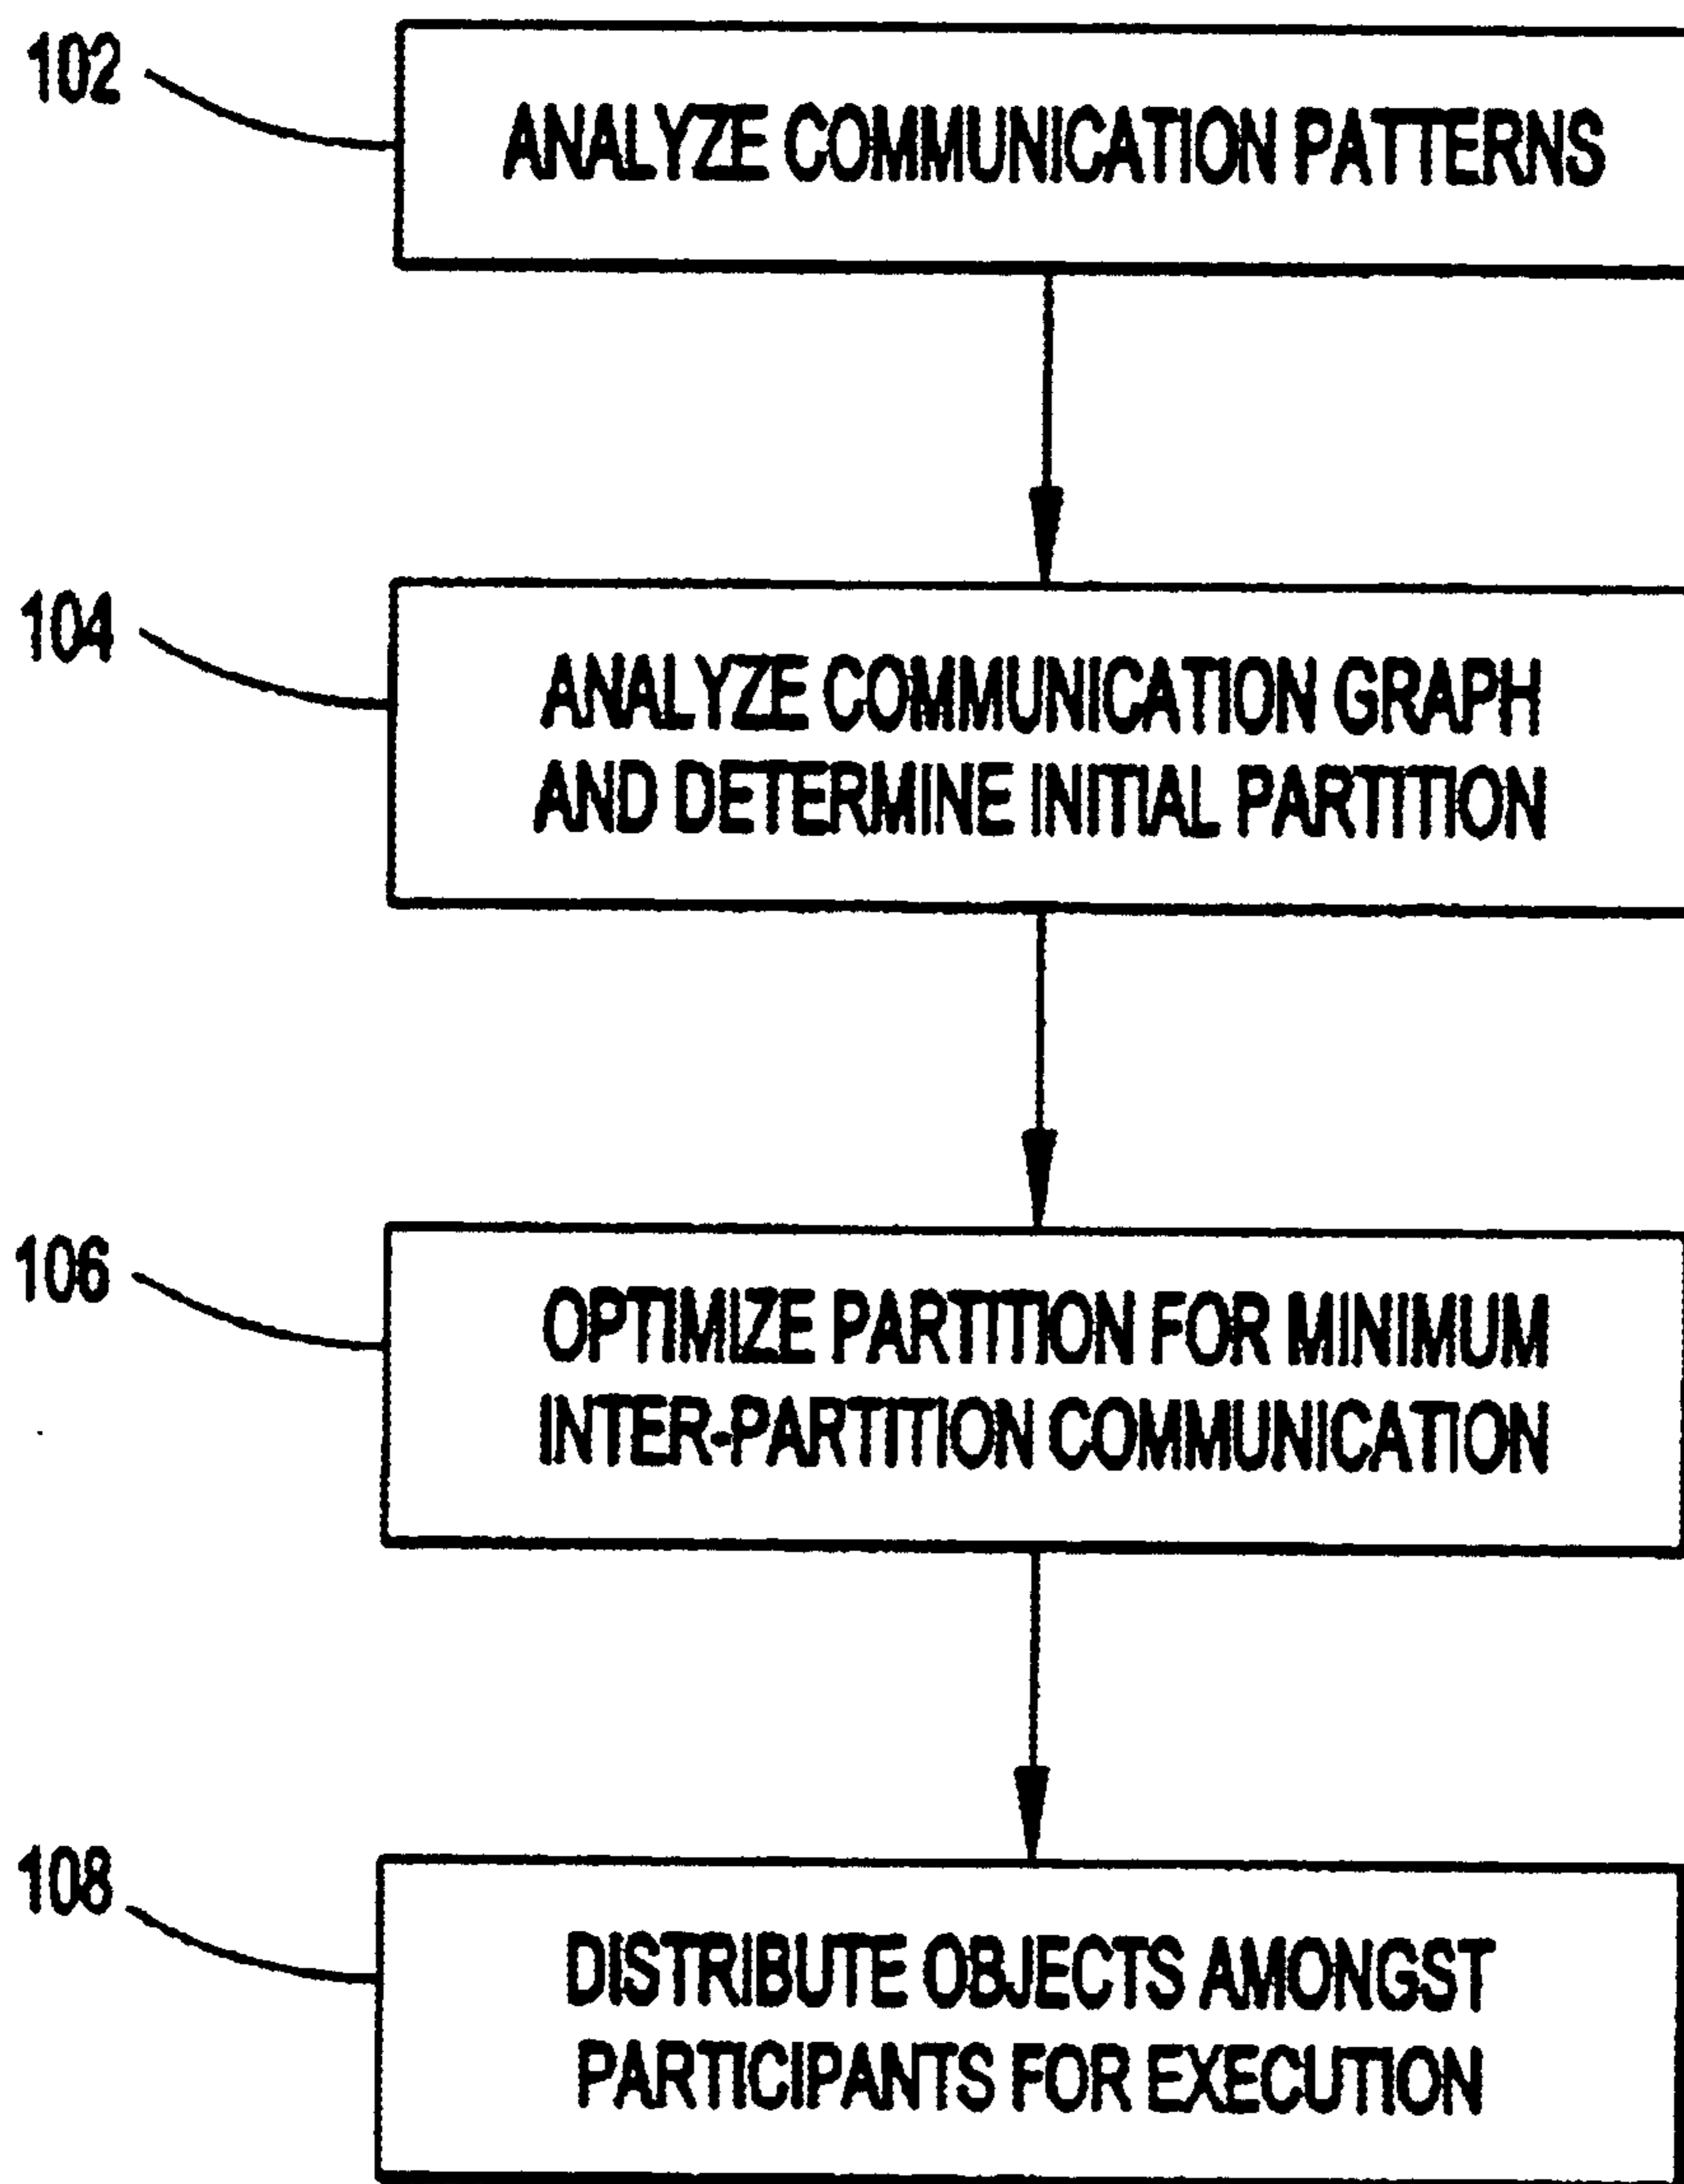 102
ANALYZE COMMUNICATION PATTERNS
104
ANALYZE COMMUNICATION GRAPH
AND DETERMINE INITIAL PARTITION
106
OPTIMIZE PARTITION FOR MINIMUM
INTER-PARTITION COMMUNICATION
108
DISTRIBUTE OBJECTS AMONGST
PARTICIPANTS FOR EXECUTION